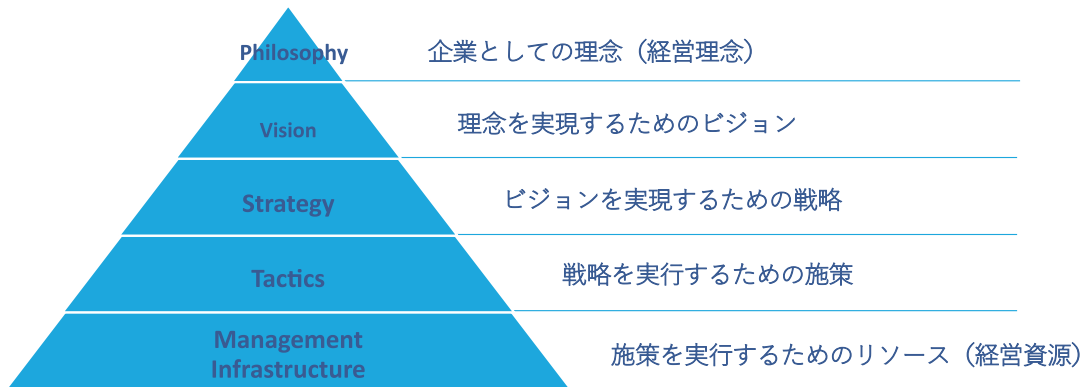 Philosophy
企業としての理念（経営理念）
Vision
理念を実現するためのビジョン
Strategy
ビジョンを実現するための戦略
Tactics
戦略を実行するための施策
Management
Infrastructure
施策を実行するためのリソース（経営資源）